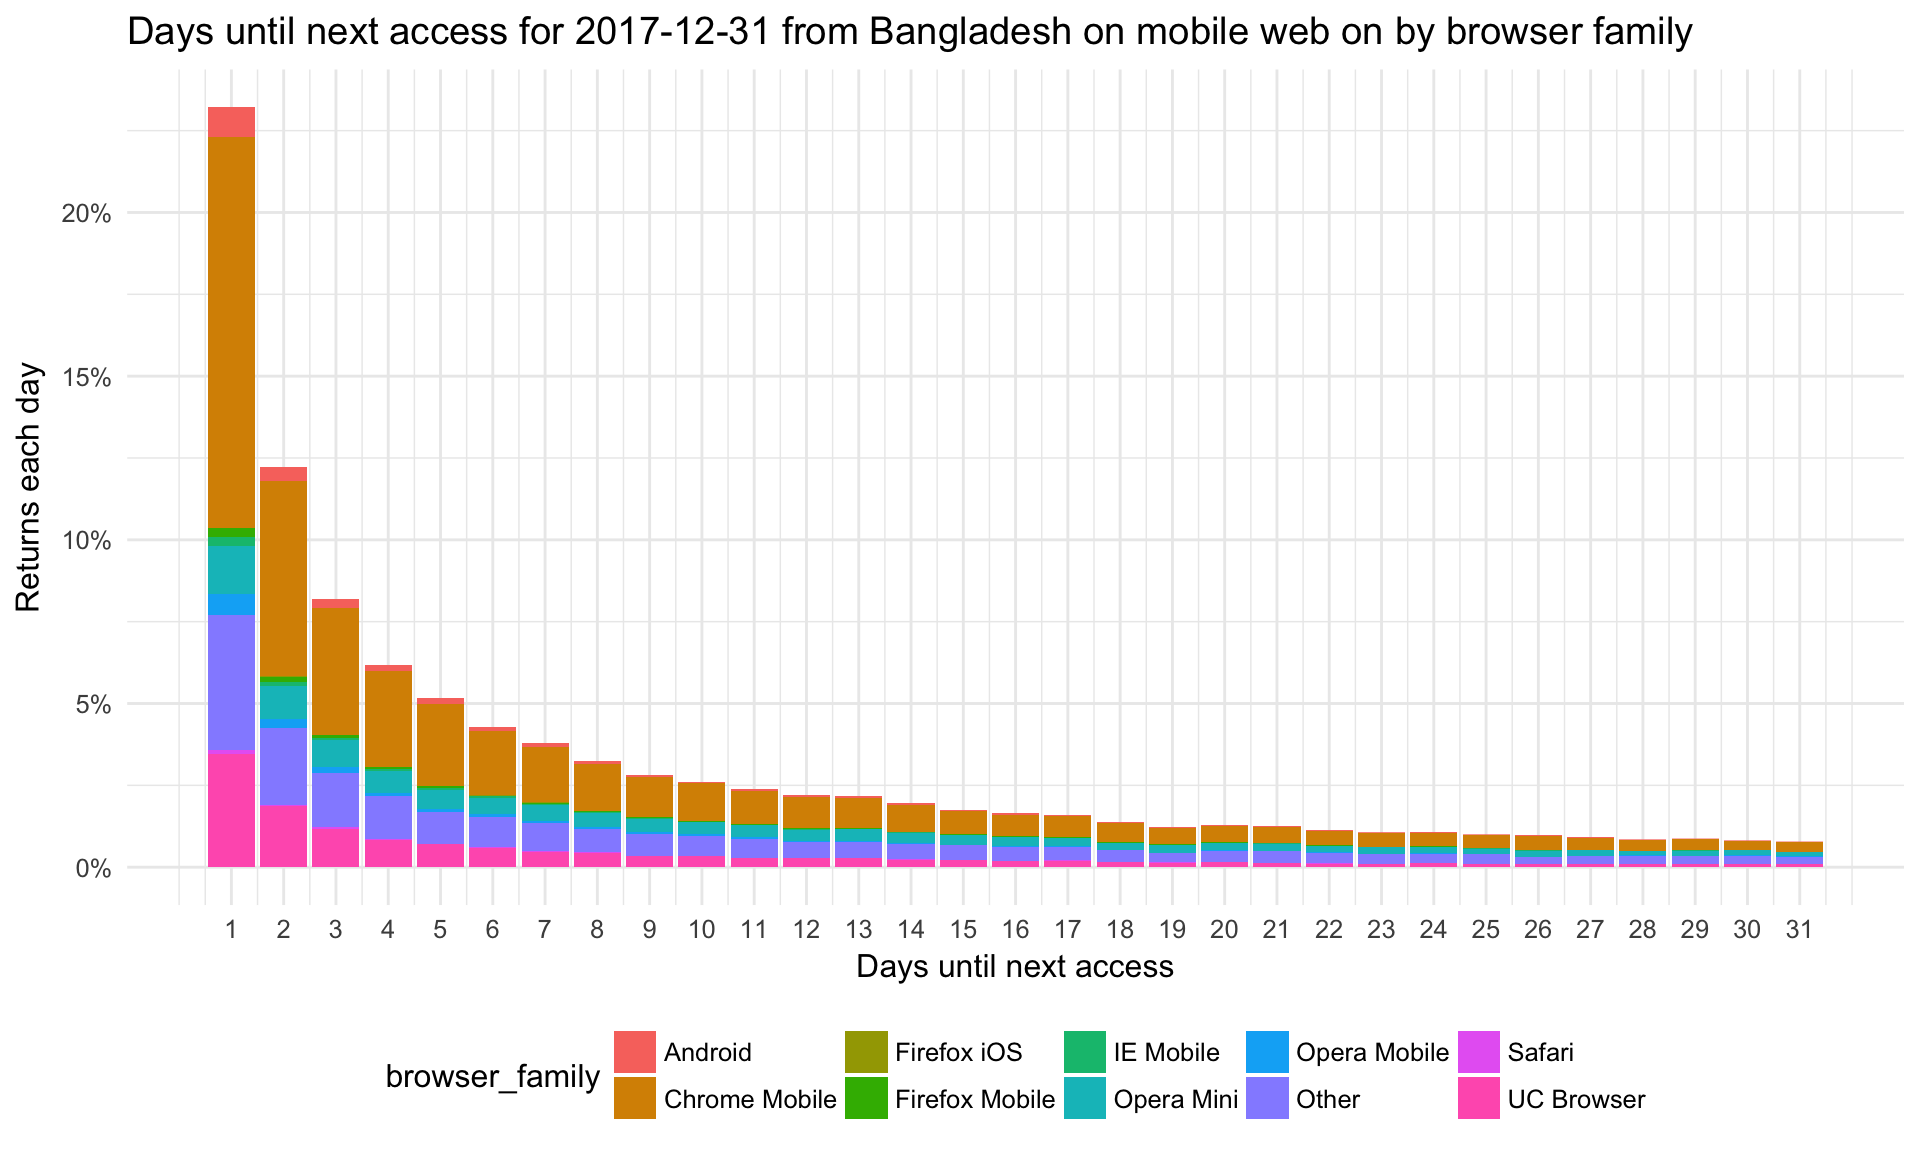 Days until next access for 2017-12-31 from Bangladesh on mobile web on by browser family
Returns each day
20%
15%
10%
5%
0%
1 2 3 4 5 6 7 8 9 10 11 12 13 14 15 16 17 18 19 20 21 22 23 24 25 26 27 28 29 30 31
Days until next access
browser_family
Android Firefox iOS IE Mobile Opera Mobile Safari
Chrome Mobile Firefox Mobile Opera Mini Other UC Browser